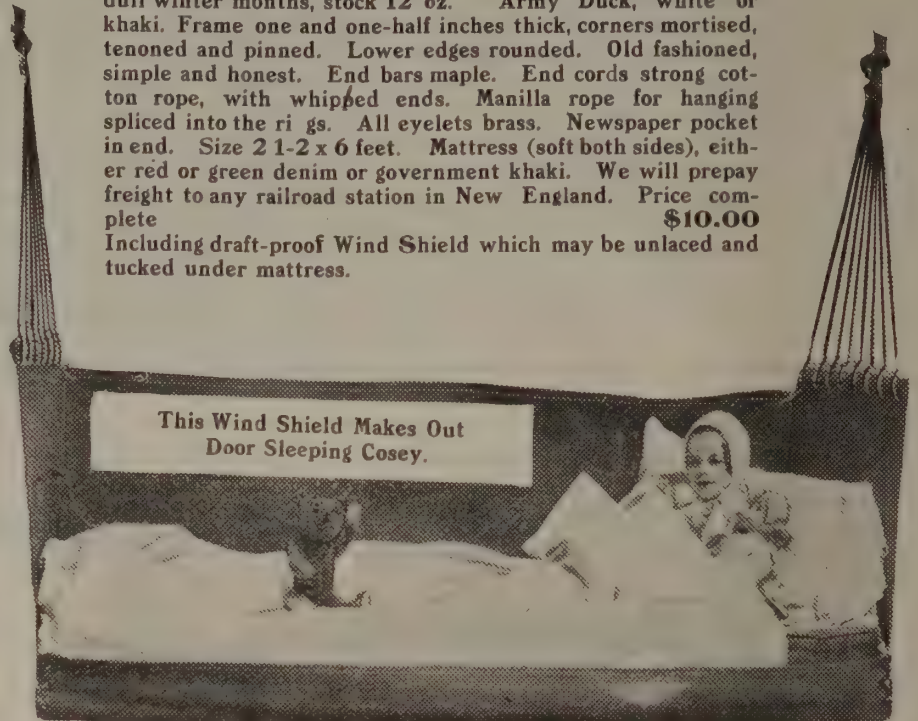 dull winter months, stock 12 oz. Army Duck, white or
khaki. Frame one and one-half inches thick, corners mortised,
tenoned and pinned. Lower edges rounded. Old fashioned,
simple and honest. End bars maple. End cords strong cot-
ton rope, with whipped ends. Manilla rope for hanging
spliced into the ri gs. All eyelets brass. Newspaper pocket
in end. Size 2 1-2 x 6 feet. Mattress (soft both sides), eith-
er red or green denim or government khaki. We will prepay
freight to any railroad station in New England. Price com-
plete $10.00
Including draft-proof Wind Shield which may be unlaced and
tucked under mattress.
This Wind Shield Makes Out
Door Sleeping Cosey.